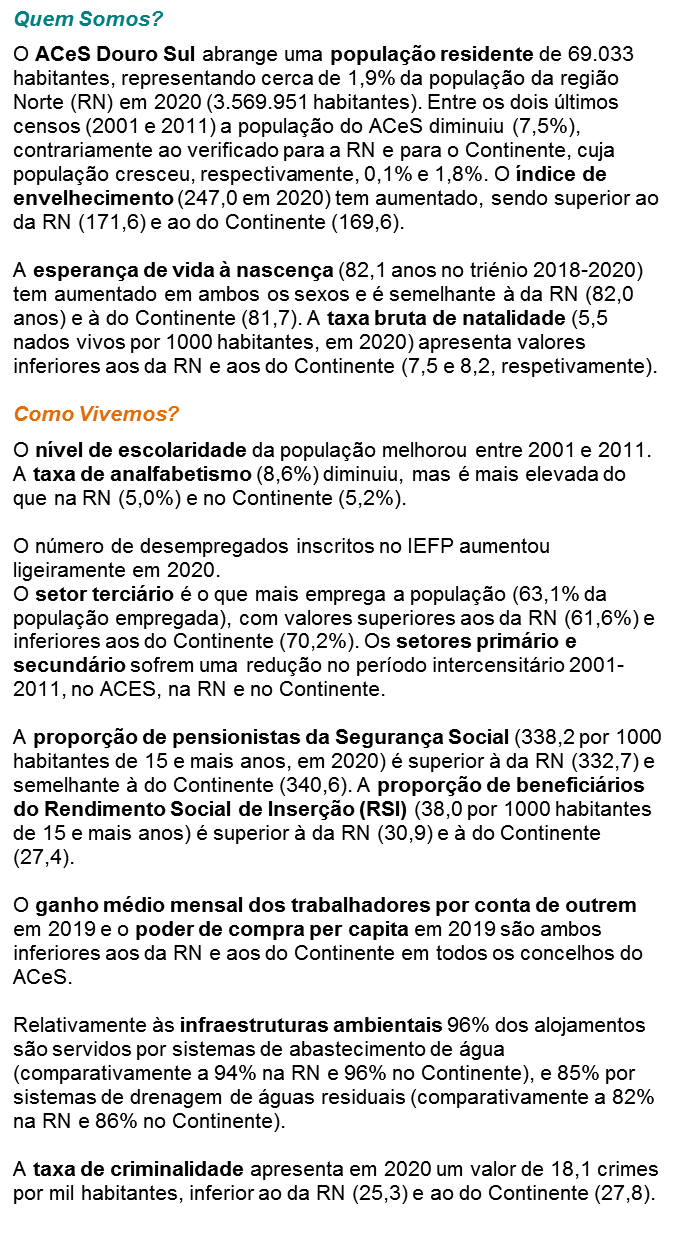 Quem Somos?
O ACeS Douro Sul abrange uma população residente de 69.033
habitantes, representando cerca de 1,9% da população da região
Norte (RN) em 2020 (3.569.951 habitantes). Entre os dois últimos
censos (2001 e 2011) a população do ACeS diminuiu (7,5%),
contrariamente ao verificado para a RN e para o Continente, cuja
população cresceu, respectivamente, 0,1% e 1,8%. O índice de
envelhecimento (247,0 em 2020) tem aumentado, sendo superior ao
da RN (171,6) e ao do Continente (169,6).
A esperança de vida à nascença (82,1 anos no triénio 2018-2020)
tem aumentado em ambos os sexos e é semelhante à da RN (82,0
anos) e à do Continente (81,7). A taxa bruta de natalidade (5,5
nados vivos por 1000 habitantes, em 2020) apresenta valores
inferiores aos da RN e aos do Continente (7,5 e 8,2, respetivamente).
Como Vivemos?
O nível de escolaridade da população melhorou entre 2001 e 2011.
A taxa de analfabetismo (8,6%) diminuiu, mas é mais elevada do
que na RN (5,0%) e no Continente (5,2%).
O número de desempregados inscritos no IEFP aumentou
ligeiramente em 2020.
O setor terciário é o que mais emprega a população (63,1% da
população empregada), com valores superiores aos da RN (61,6%) e
inferiores aos do Continente (70,2%). Os setores primário e
secundário sofrem uma redução no período intercensitário 2001-
2011, no ACES, na RN e no Continente.
A proporção de pensionistas da Segurança Social (338,2 por 1000
habitantes de 15 e mais anos, em 2020) é superior à da RN (332,7) e
semelhante à do Continente (340,6). A proporção de beneficiários
do Rendimento Social de Inserção (RSI) (38,0 por 1000 habitantes
de 15 e mais anos) é superior à da RN (30,9) e à do Continente
(27,4).
O ganho médio mensal dos trabalhadores por conta de outrem
em 2019 e o poder de compra per capita em 2019 são ambos
inferiores aos da RN e aos do Continente em todos os concelhos do
ACeS.
Relativamente às infraestruturas ambientais 96% dos alojamentos
são servidos por sistemas de abastecimento de água
(comparativamente a 94% na RN e 96% no Continente), e 85% por
sistemas de drenagem de águas residuais (comparativamente a 82%
na RN e 86% no Continente).
A taxa de criminalidade apresenta em 2020 um valor de 18,1 crimes
por mil habitantes, inferior ao da RN (25,3) e ao do Continente (27,8).